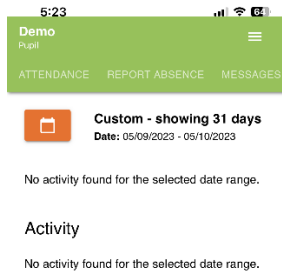 5:23
64
Demo
Pupil
ATTENDANCE REPORT ABSENCE MESSAGES
Custom - showing 31 days
Date: 05/09/2023 - 05/10/2023
No activity found for the selected date range.
Activity
No activity found for the selected date range.